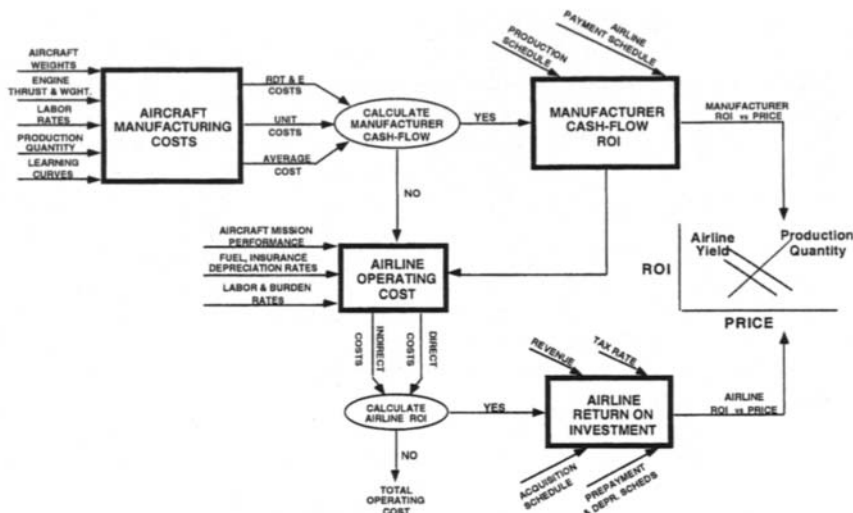 AIRCRAFT
WEIGHTS
ENGINE
THRUST & WGHT.
LABOR
RATES
PRODUCTION
QUANTITY
LEARNING
CURVES
AIRCRAFT
MANUFACTURING
COSTS
RDT & E
COSTS
UNIT
COSTS
AVERAGE
COST
CALCULATE
MANUFACTURER
CASH-FLOW
YES
NO
PRODUCTION
SCHEDULE
AIRLINE
PAYMENT SCHEDULE
MANUFACTURER
CASH-FLOW
ROI
MANUFACTURER
ROI vs PRICE
AIRCRAFT MISSION
PERFORMANCE
FUEL, INSURANCE
DEPRECIATION RATES
LABOR & BURDEN
RATES
AIRLINE
OPERATING
COST
INDIRECT
COSTS
DIRECT
COSTS
Airline
Yield
Production
Quantity
ROI
PRICE
CALCULATE
AIRLINE ROI
YES
NO
TOTAL
OPERATING
COST
REVENUE
TAX RATE
AIRLINE
RETURN ON
INVESTMENT
ACQUISITION
SCHEDULE
PREPAYMENT
& DEPR. SCHEDS
AIRLINE
ROI vs PRICE